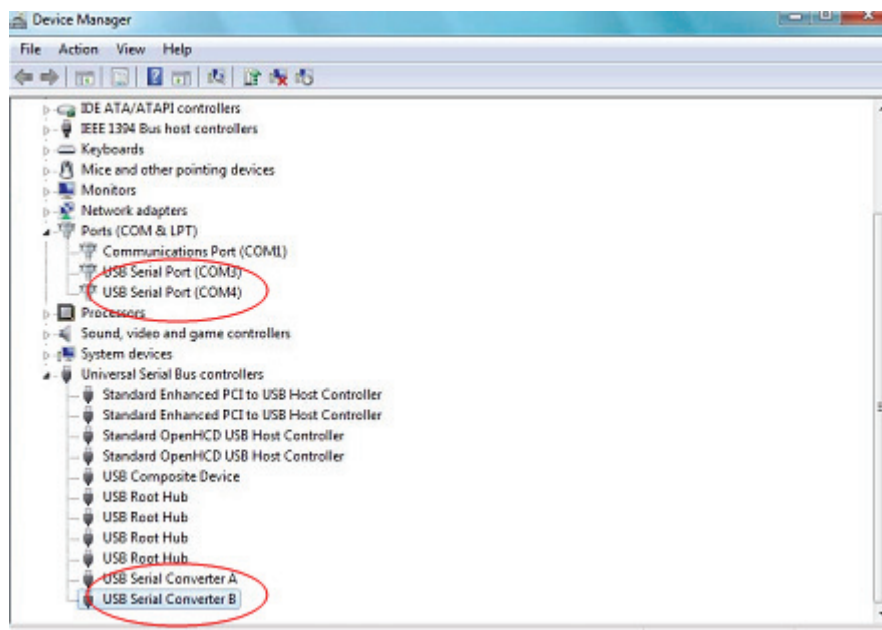 Device Manager
File Action View Help
IDE ATA/ATAPI controllers
IEEE 1394 Bus host controllers
Keyboards
Mice and other pointing devices
Monitors
Network adapters
Ports (COM & LPT)
Communications Port (COM1)
USB Serial Port (COM3)
USB Serial Port (COM4)
Processors
Sound, video and game controllers
System devices
Universal Serial Bus controllers
Standard Enhanced PCI to USB Host Controller
Standard Enhanced PCI to USB Host Controller
Standard OpenHCD USB Host Controller
Standard OpenHCD USB Host Controller
USB Composite Device
USB Root Hub
USB Root Hub
USB Root Hub
USB Root Hub
USB Serial Converter A
USB Serial Converter B